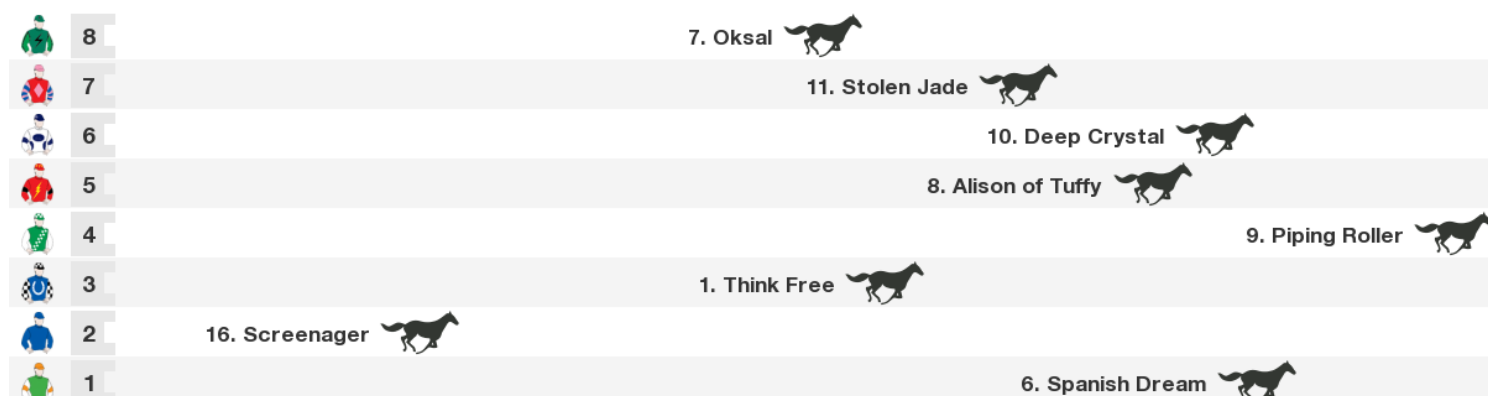 8 7. Oksal
7 11. Stolen Jade
6 10. Deep Crystal
5 8. Alison of Tuffy
4 9. Piping Roller
3 1. Think Free
2 16. Screenager
1 6. Spanish Dream